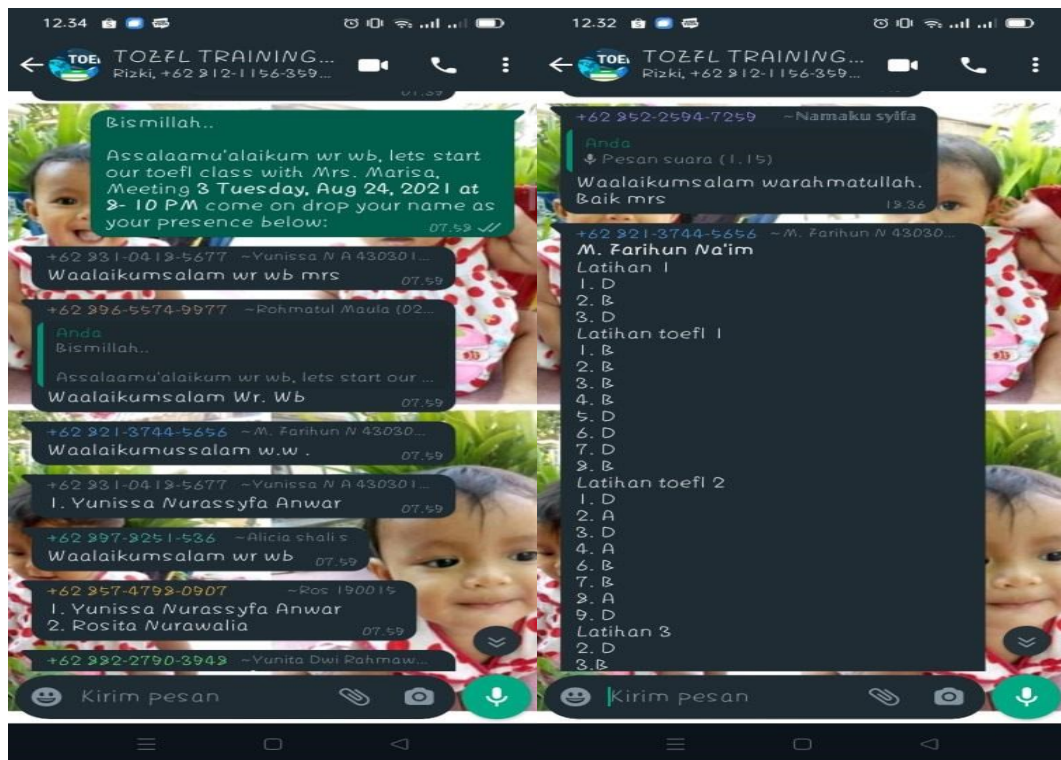 12.34
TOEFL TRAINING...
Rizki, +62 812-1156-359...
07.59
Bismillah..
Assalaamu'alaikum wr wb, lets start
our toefl class with Mrs. Marisa,
Meeting 3 Tuesday, Aug 24, 2021 at
8- 10 PM come on drop your name as
your presence below:
07.59
+62 831-0418-5677 ~Yunissa N A 430301...
Waalaikumsalam wr wb mrs
07.59
+62 896-5574-9977 ~Rohmatul Maula (02...
Anda
Bismillah..
Assalaamu'alaikum wr wb, lets start our ...
Waalaikumsalam Wr. Wb
07.59
+62 821-3744-5656 ~M. Farihun N 43030...
Waalaikumussalam w.w .
07.59
+62 831-0418-5677 ~Yunissa N A 430301...
1. Yunissa Nurassyfa Anwar
07.59
+62 897-8251-536 ~Alicia shali s
Waalaikumsalam wr wb
07.59
+62 857-4798-0907 ~Ros 190015
1. Yunissa Nurassyfa Anwar
2. Rosita Nurawalia
07.59
+62 882-2790-3948 ~Yunita Dwi Rahmaw...
Kirim pesan
12.32
TOEFL TRAINING...
Rizki, +62 812-1156-359...
+62 852-2594-7259 ~Namaku syifa
Anda
Pesan suara (1.15)
Waalaikumsalam warahmatullah.
Baik mrs
19.36
+62 821-3744-5656 ~M. Farihun N 43030...
M. Farihun Na'im
Latihan 1
1. D
2. B
3. D
Latihan toefl 1
1. B
2. B
3. B
4. B
5. D
6. D
7. D
8. B
Latihan toefl 2
1. D
2. A
3. D
4. A
6. B
7. B
8. A
9. D
Latihan 3
2. D
3.B
Kirim pesan